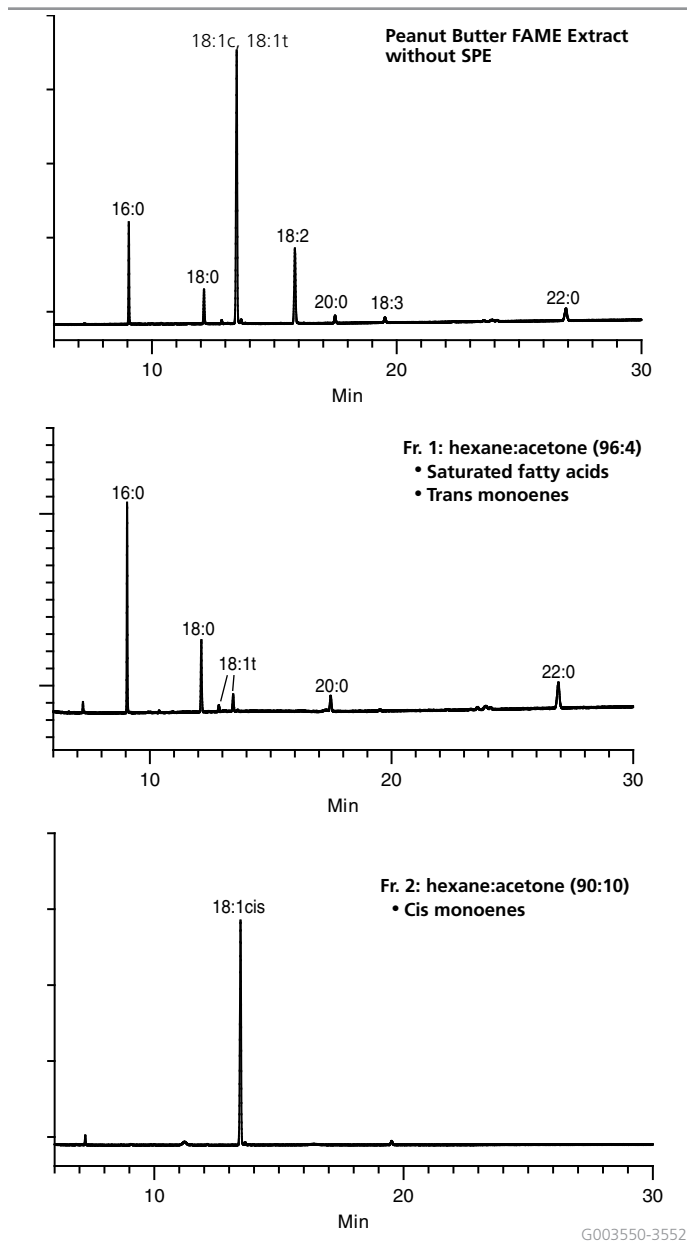 18:1c, 18:1t
Peanut Butter FAME Extract
without SPE
16:0
18:2
18:0
20:0
18:3
22:0
10
20
30
Min
Fr. 1: hexane:acetone (96:4)
• Saturated fatty acids
• Trans monoenes
16:0
18:0
18:1t
20:0
22:0
10
20
30
Min
Fr. 2: hexane:acetone (90:10)
• Cis monoenes
18:1cis
10
20
30
Min
G003550-3552